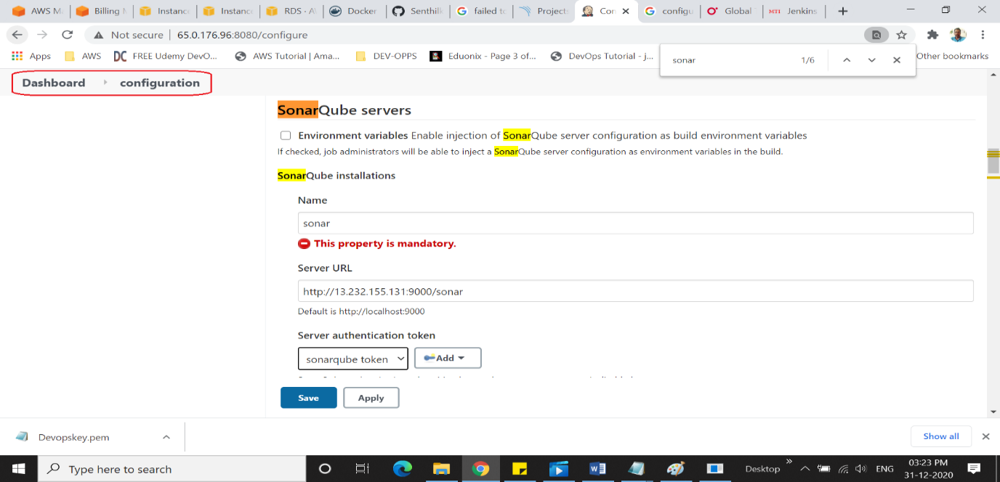 AWS M
Billing M
Instanc
Instanc
RDS · A
Docker
Senthilk
failed to
Project
Con
configu
Global
MTI Jenkins
Not secure 65.0.176.96:8080/configure
Apps AWS DC FREE Udemy DevO... AWS Tutorial | Ama... DEV-OPPS Eduonix - Page 3 of... DevOps Tutorial - j... Other bookmarks
sonar 1/6
Dashboard configuration
SonarQube servers
Environment variables Enable injection of SonarQube server configuration as build environment variables
If checked, job administrators will be able to inject a SonarQube server configuration as environment variables in the build.
SonarQube installations
Name
sonar
This property is mandatory.
Server URL
http://13.232.155.131:9000/sonar
Default is http://localhost:9000
Server authentication token
sonarqube token Add
Save Apply
Devopskey.pem Show all
Type here to search Desktop ENG 03:23 PM
31-12-2020